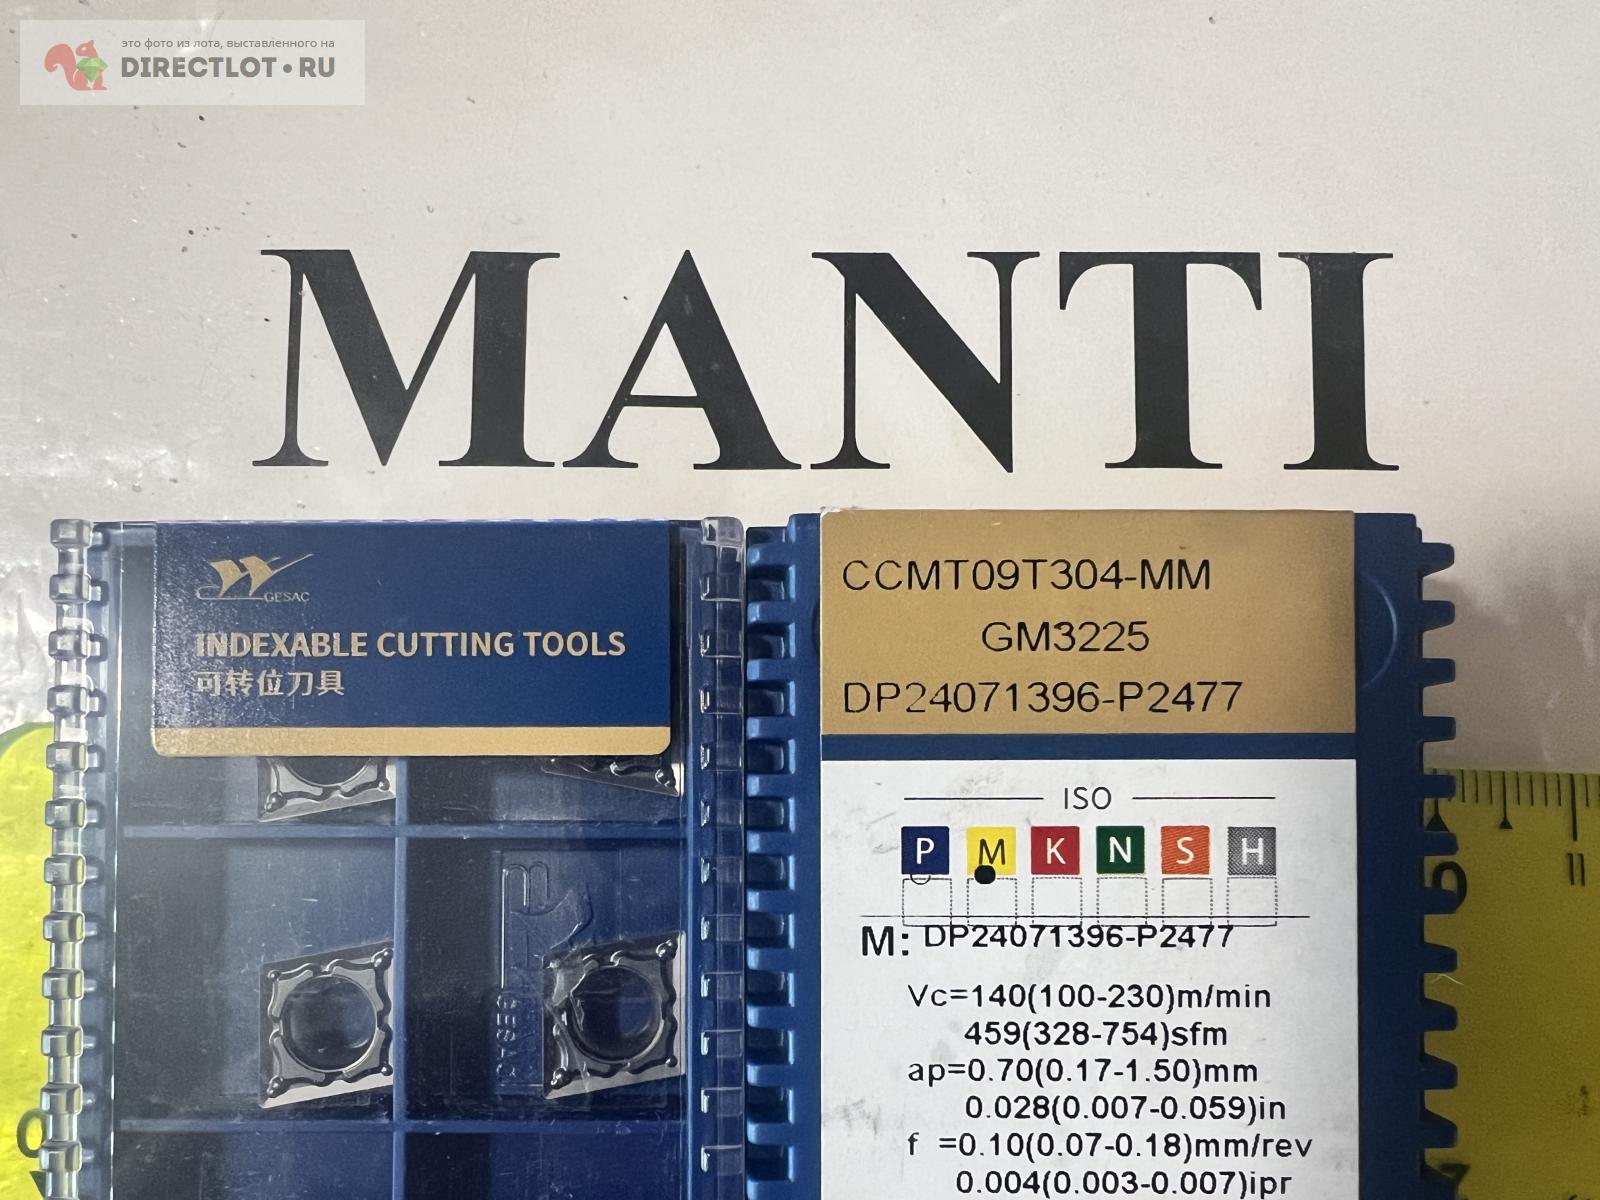 это фото из лота, выставленного на
DIRECTLOT•RU
MANTI
GESAC
INDEXABLE CUTTING TOOLS
可转位刀具
GESAC
CCMT09T304-MM
GM3225
DP24071396-P2477
ISO
P M K N S H
M: DP24071396-P2477
Vc=140(100-230)m/min
459(328-754)sfm
ap=0.70(0.17-1.50)mm
0.028(0.007-0.059)in
f =0.10(0.07-0.18)mm/rev
0.004(0.003-0.007)ipr